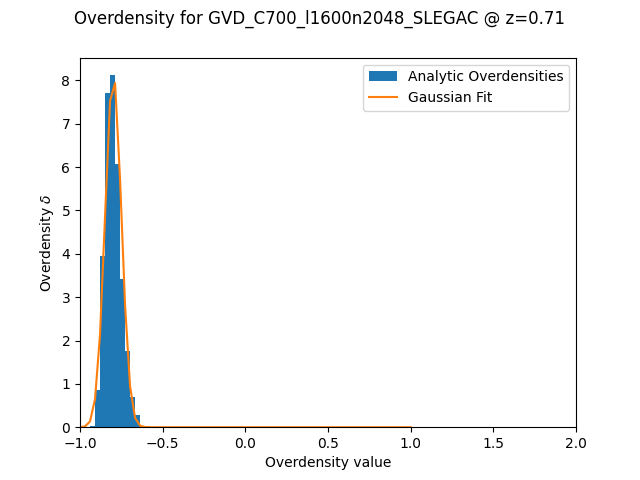 Overdensity for GVD_C700_l1600n2048_SLEGAC @ z=0.71
Analytic Overdensities
Gaussian Fit
Overdensity δ
8
7
6
5
4
3
2
1
0
−1.0 −0.5 0.0 0.5 1.0 1.5 2.0
Overdensity value